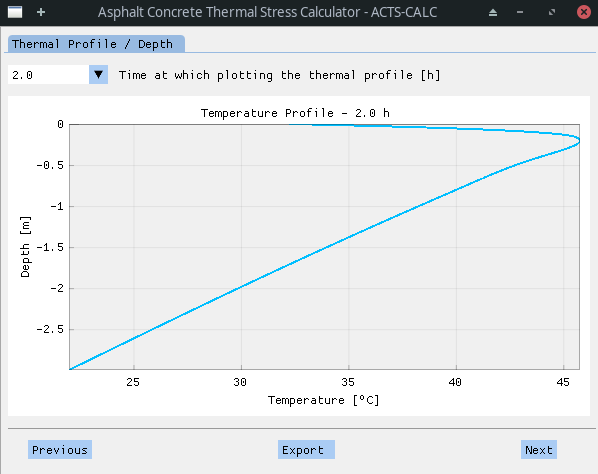 Asphalt Concrete Thermal Stress Calculator - ACTS-CALC
Thermal Profile / Depth
2.0 Time at which plotting the thermal profile [h]
Temperature Profile - 2.0 h
0
-0.5
-1
-1.5
-2
-2.5
Depth [m]
25 30 35 40 45
Temperature [ºC]
Previous Export Next